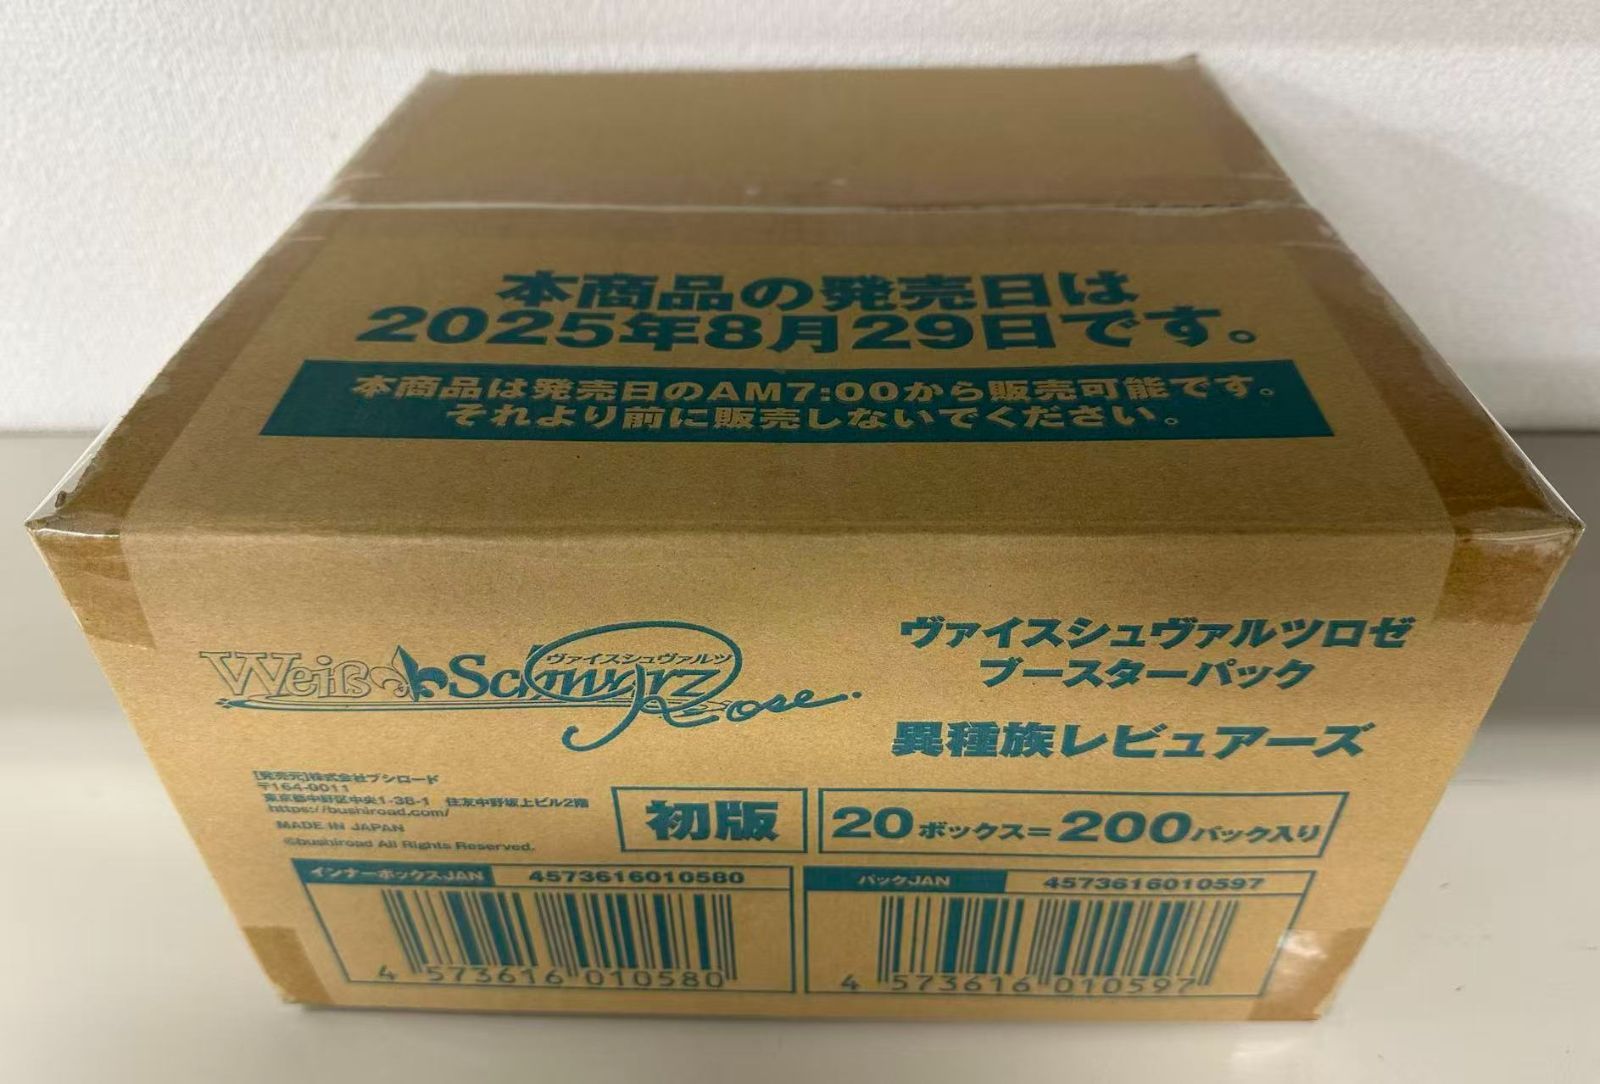 本商品の発売日は
2025年8月29日です。
本商品は発売日のAM7:00から販売可能です。
それより前に販売しないでください。
Weiß Schwarz
ヴァイスシュヴァルツ
Rose
ヴァイスシュヴァルツロゼ
ブースターパック
異種族レビュアーズ
[発売元]株式会社ブシロード
〒164-0011
東京都中野区中央1-38-1 住友中野坂上ビル2階
https://bushiroad.com/
MADE IN JAPAN
©bushiroad All Rights Reserved.
初版
20ボックス=200パック入り
インナーボックスJAN 4573616010580
4 573616 010580
パックJAN 4573616010597
4 573616 010597